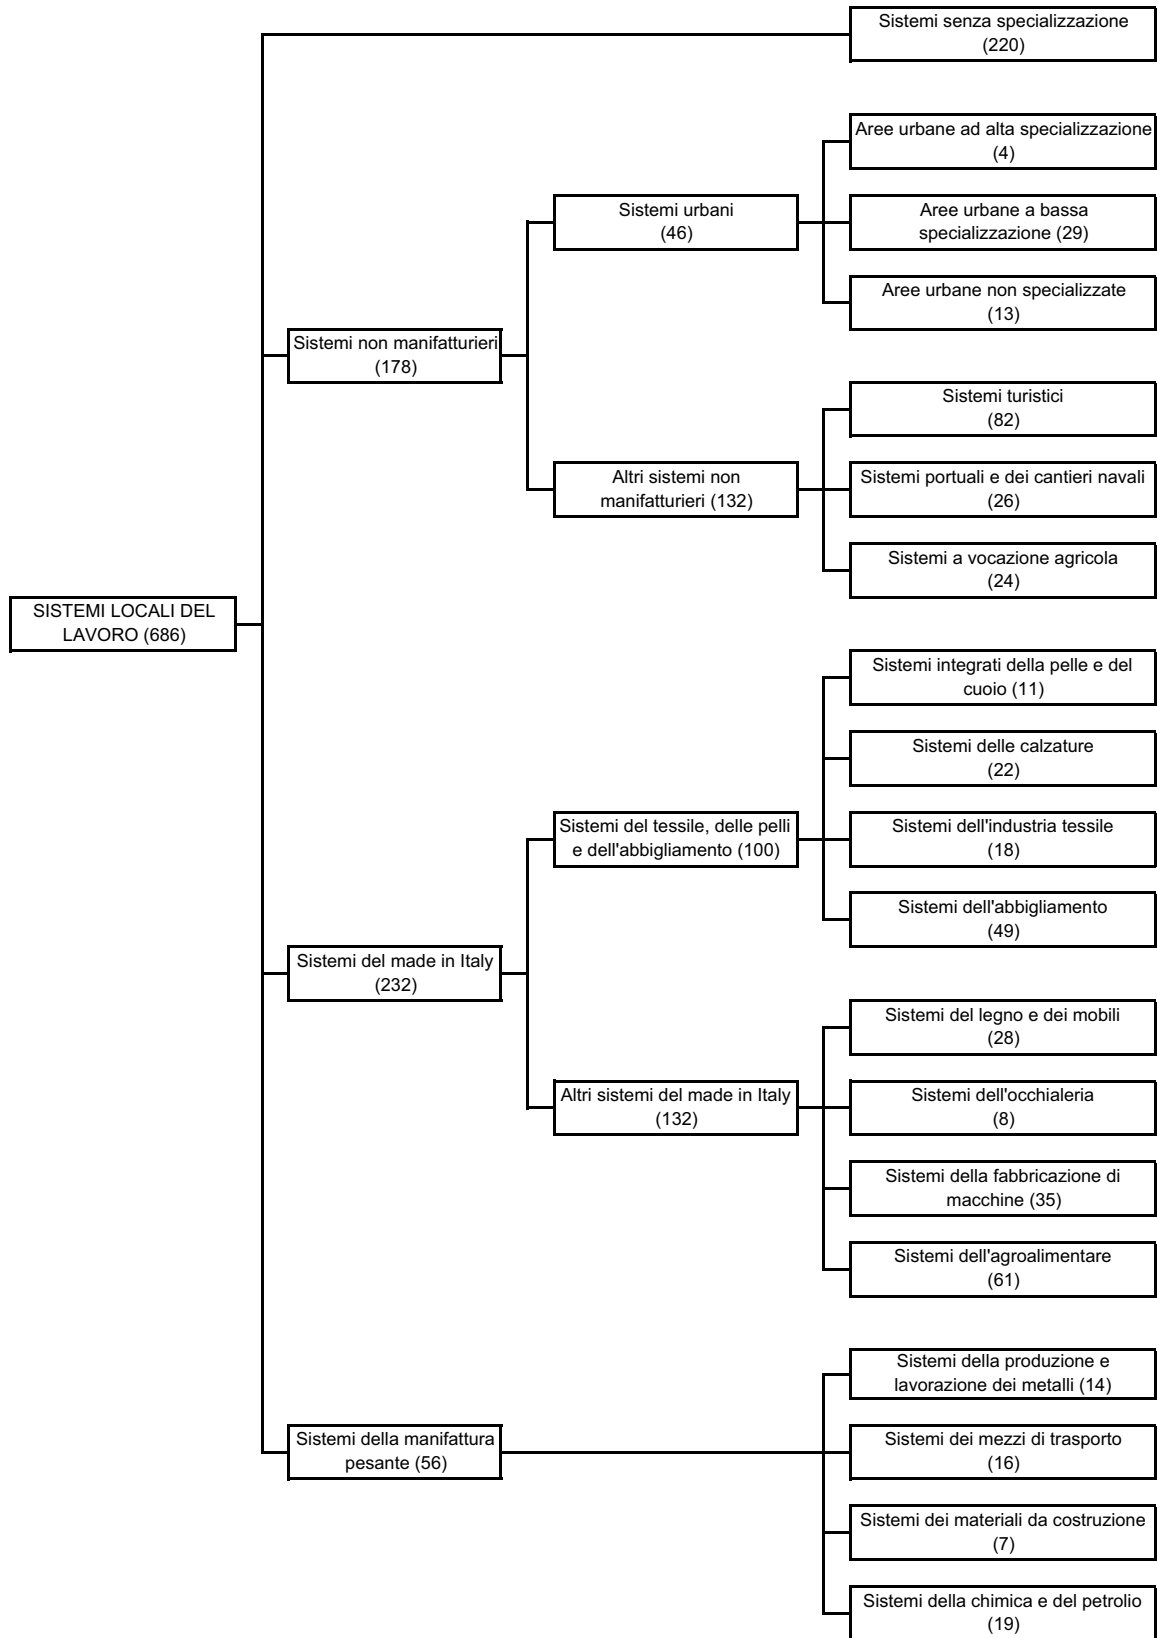 Sistemi senza specializzazione
(220)
Aree urbane ad alta specializzazione
(4)
Sistemi urbani
(46)
Aree urbane a bassa
specializzazione (29)
Aree urbane non specializzate
(13)
Sistemi non manifatturieri
(178)
Sistemi turistici
(82)
Altri sistemi non
manifatturieri (132)
Sistemi portuali e dei cantieri navali
(26)
Sistemi a vocazione agricola
(24)
SISTEMI LOCALI DEL
LAVORO (686)
Sistemi integrati della pelle e del
cuoio (11)
Sistemi delle calzature
(22)
Sistemi del tessile, delle pelli
e dell'abbigliamento (100)
Sistemi dell'industria tessile
(18)
Sistemi dell'abbigliamento
(49)
Sistemi del made in Italy
(232)
Sistemi del legno e dei mobili
(28)
Altri sistemi del made in Italy
(132)
Sistemi dell'occhialeria
(8)
Sistemi della fabbricazione di
macchine (35)
Sistemi dell'agroalimentare
(61)
Sistemi della produzione e
lavorazione dei metalli (14)
Sistemi della manifattura
pesante (56)
Sistemi dei mezzi di trasporto
(16)
Sistemi dei materiali da costruzione
(7)
Sistemi della chimica e del petrolio
(19)